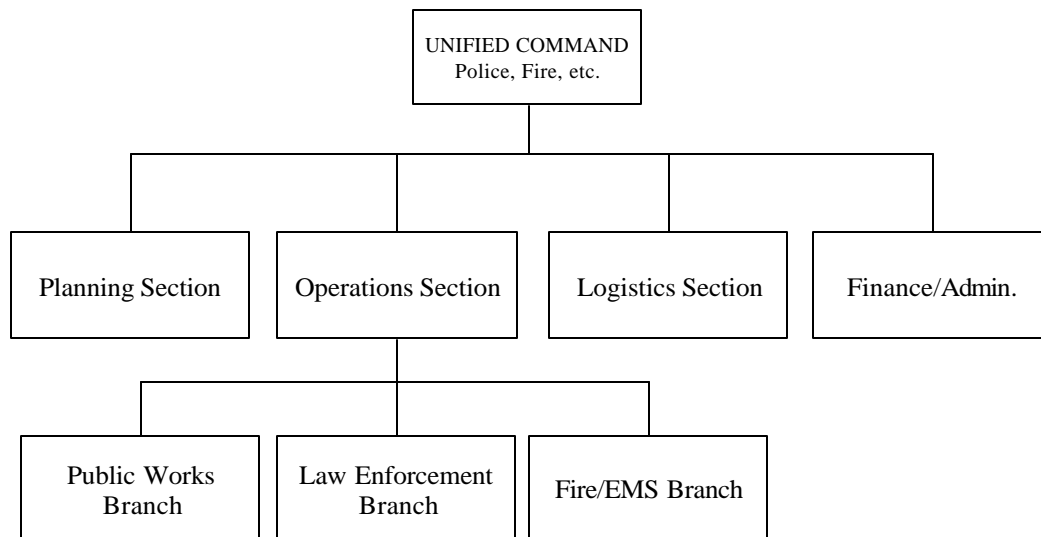 UNIFIED COMMAND
Police, Fire, etc.
Planning Section
Operations Section
Logistics Section
Finance/Admin.
Public Works
Branch
Law Enforcement
Branch
Fire/EMS Branch